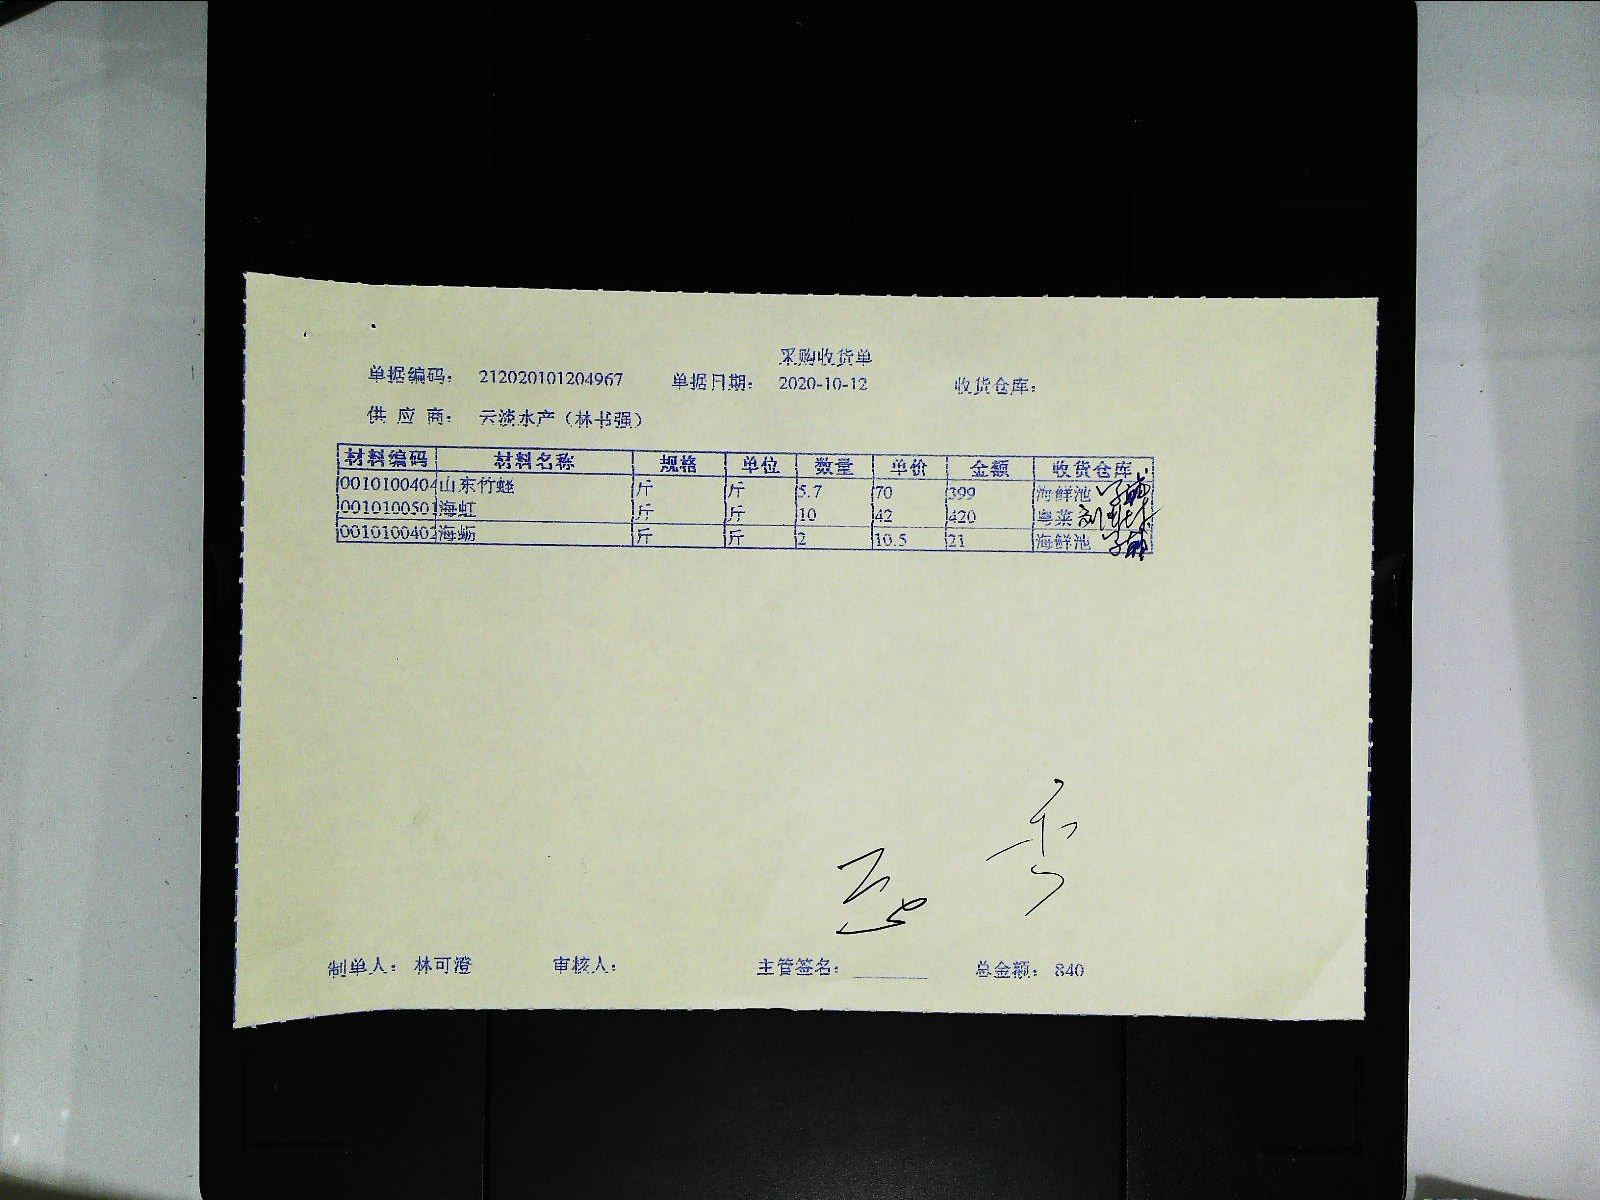 采购收货单
单据编码： 212020101204967 单据日期： 2020-10-12 收货仓库：
供 应 商： 云淡水产（林书强）
材料编码 材料名称 规格 单位 数量 单价 金额 收货仓库
0010100404 山东竹蛏 斤 斤 5.7 70 399 海鲜池
0010100501 海虹 斤 斤 10 42 420 粤菜
0010100402 海蛎 斤 斤 2 10.5 21 海鲜池
制单人： 林可澄 审核人： 主管签名： 总金额： 840